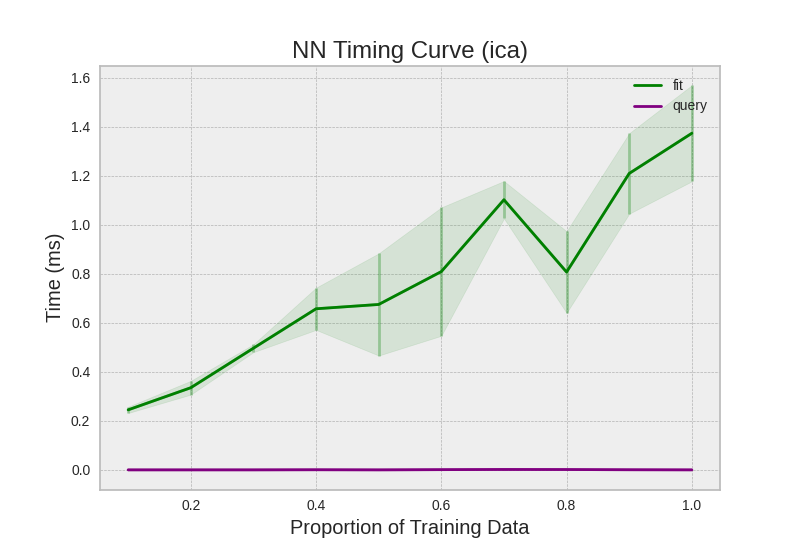 NN Timing Curve (ica)
fit
query
1.6
1.4
1.2
1.0
0.8
0.6
0.4
0.2
0.0
Time (ms)
0.2 0.4 0.6 0.8 1.0
Proportion of Training Data